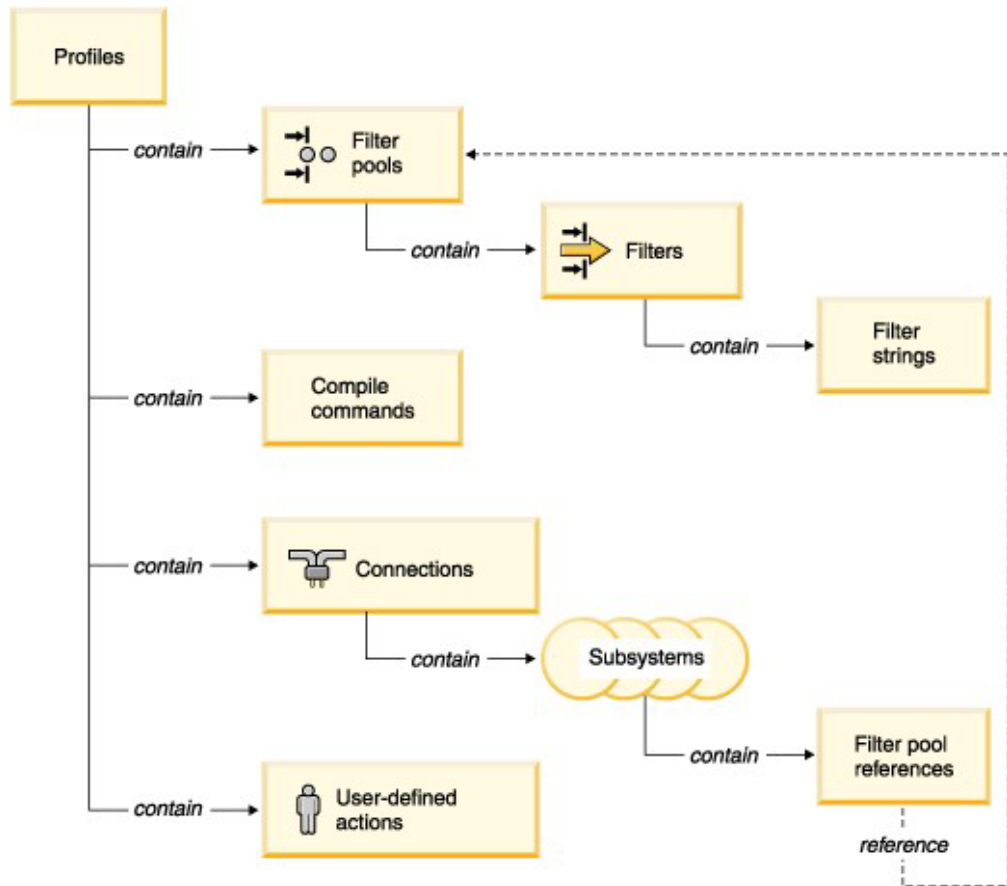 Profiles
contain
Filter
pools
contain
Filters
contain
Filter
strings
contain
Compile
commands
contain
Connections
contain
Subsystems
contain
Filter pool
references
contain
User-defined
actions
reference